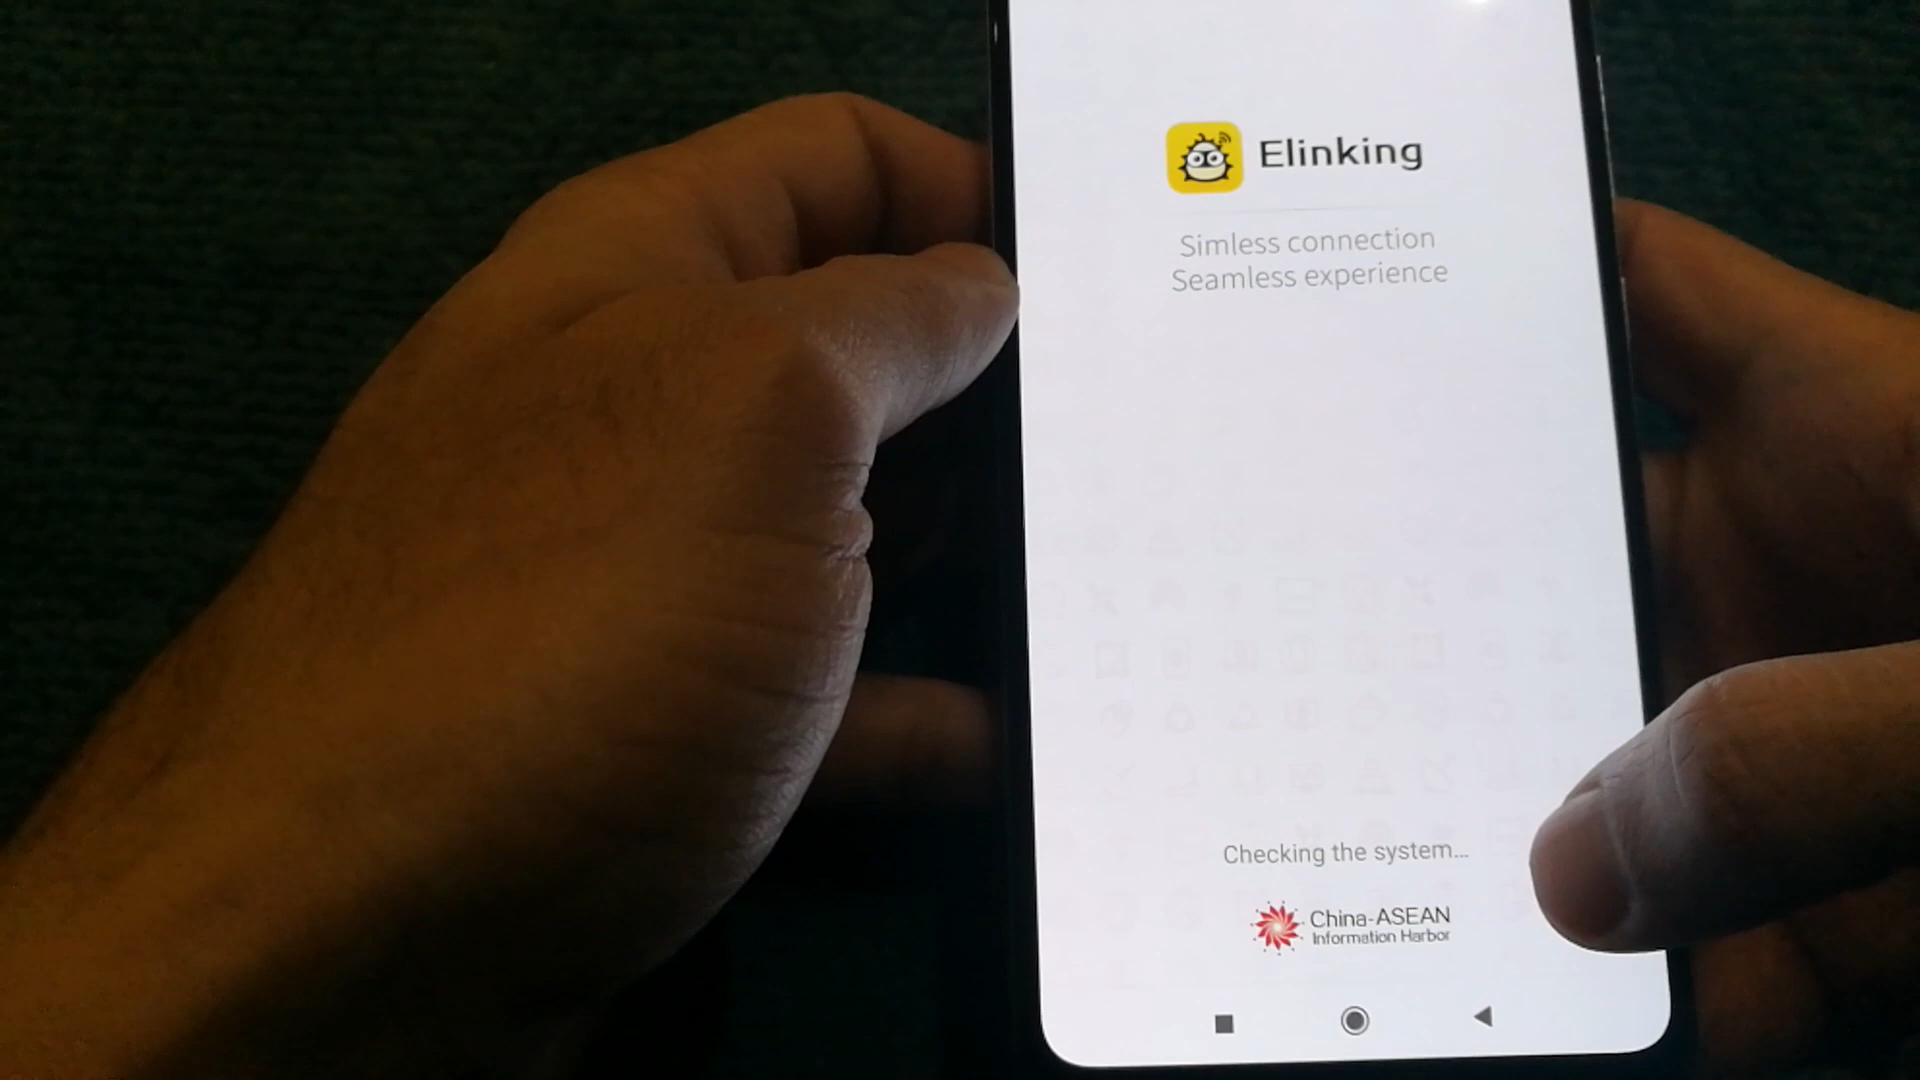 Elinking
Simless connection
Seamless experience
Checking the system...
China-ASEAN
Information Harbor